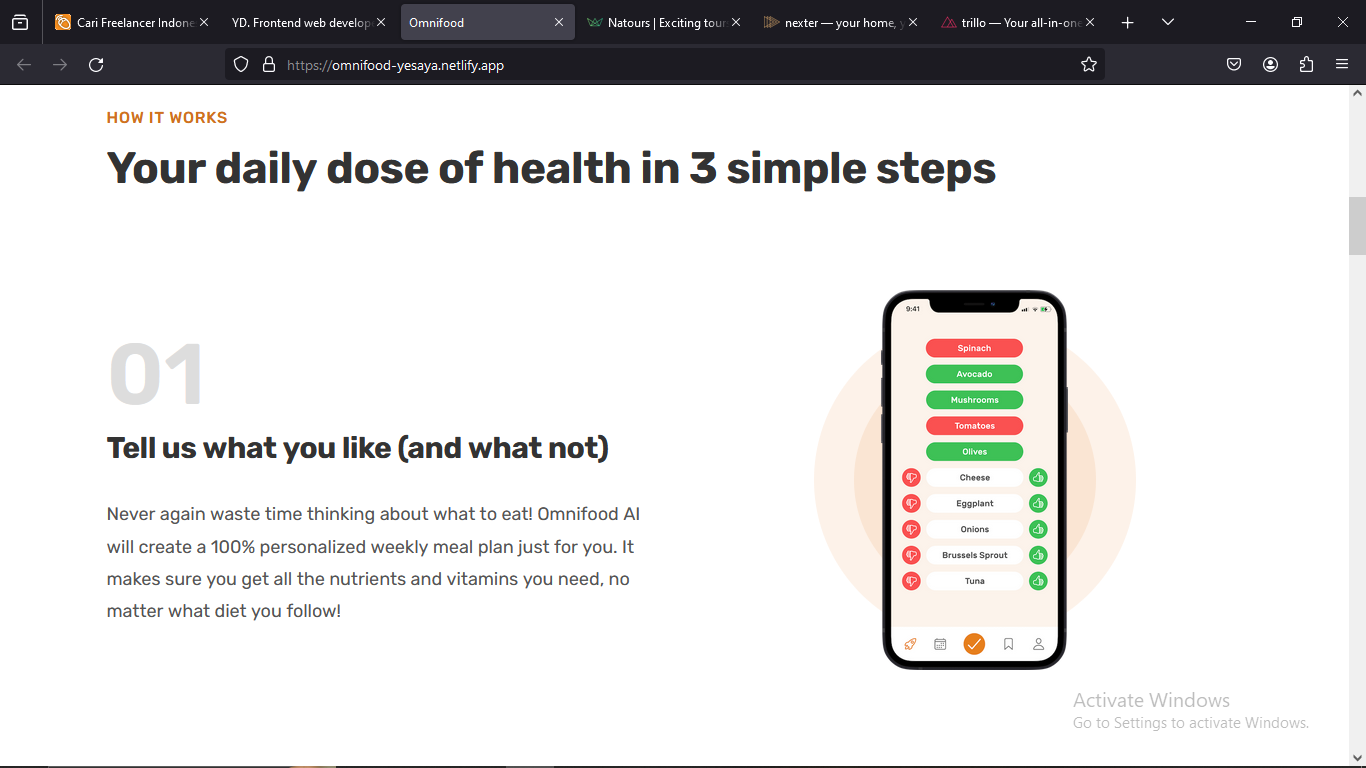 Cari Freelancer Indone
YD. Frontend web develop
Omnifood
Natours | Exciting tour
nexter — your home, y
trillo — Your all-in-one
https://omnifood-yesaya.netlify.app
HOW IT WORKS
Your daily dose of health in 3 simple steps
01
Tell us what you like (and what not)
Never again waste time thinking about what to eat! Omnifood AI
will create a 100% personalized weekly meal plan just for you. It
makes sure you get all the nutrients and vitamins you need, no
matter what diet you follow!
9:41
Spinach
Avocado
Mushrooms
Tomatoes
Olives
Cheese
Eggplant
Onions
Brussels Sprout
Tuna
Activate Windows
Go to Settings to activate Windows.